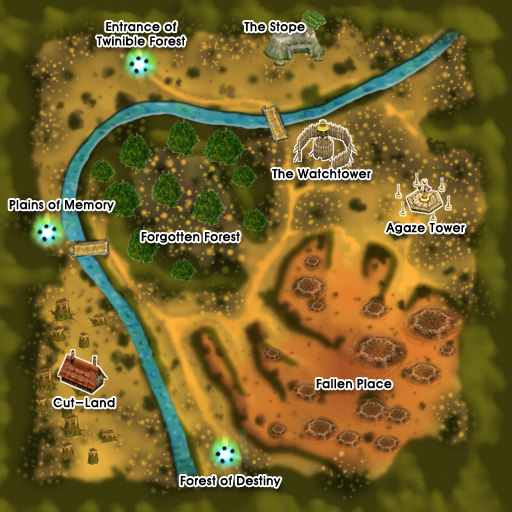 Entrance of
Twinible Forest
The Stope
The Watchtower
Plains of Memory
Agaze Tower
Forgotten Forest
Fallen Place
Cut-Land
Forest of Destiny